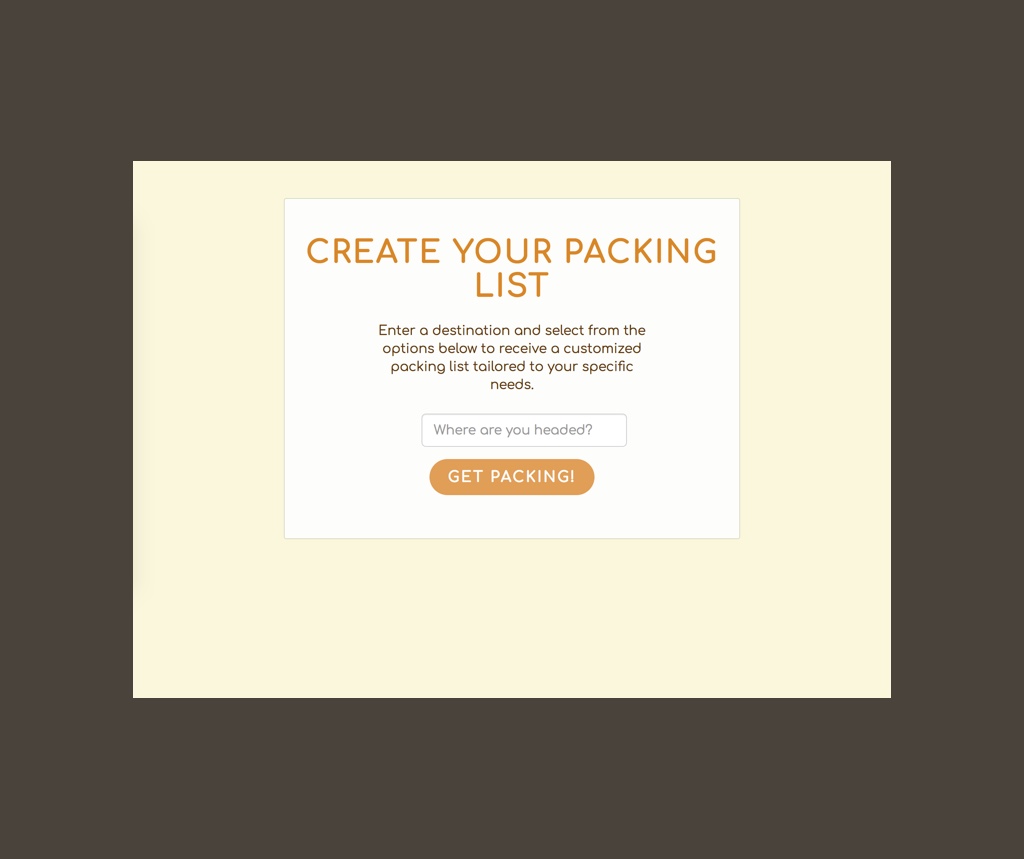 CREATE YOUR PACKING
LIST
Enter a destination and select from the
options below to receive a customized
packing list tailored to your specific
needs.
Where are you headed?
GET PACKING!